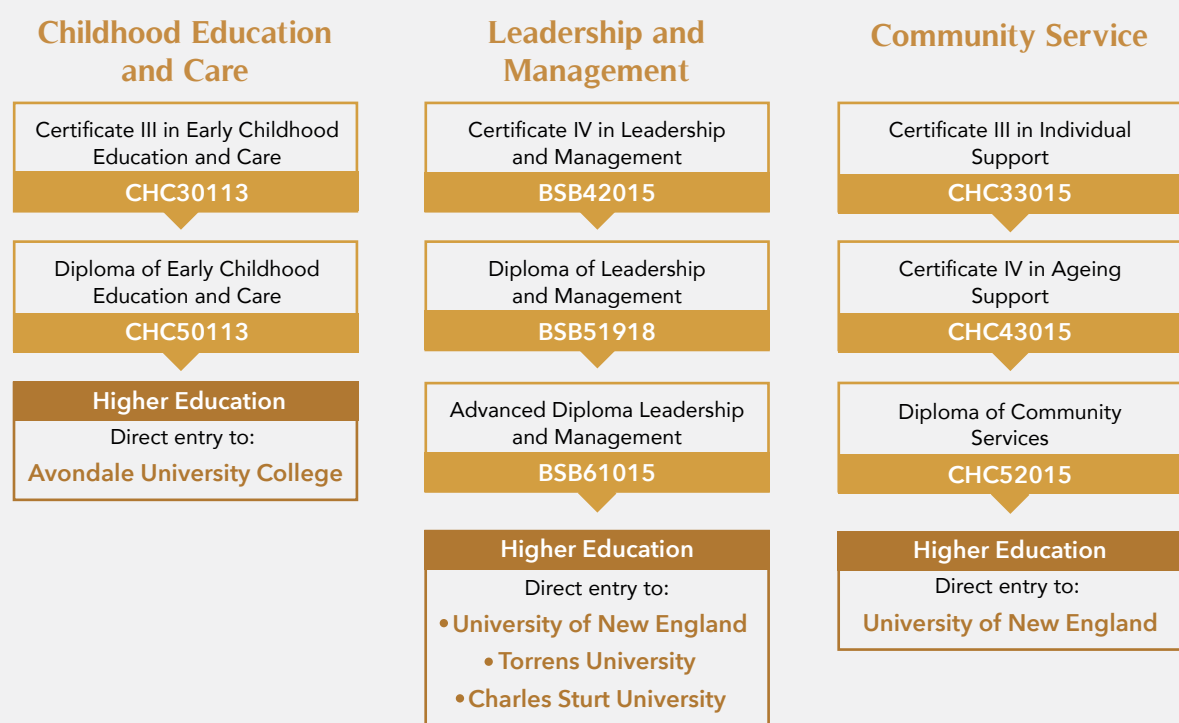 Childhood Education
and Care
Certificate III in Early Childhood
Education and Care
CHC30113
Diploma of Early Childhood
Education and Care
CHC50113
Higher Education
Direct entry to:
Avondale University College
Leadership and
Management
Certificate IV in Leadership
and Management
BSB42015
Diploma of Leadership
and Management
BSB51918
Advanced Diploma Leadership
and Management
BSB61015
Higher Education
Direct entry to:
• University of New England
• Torrens University
• Charles Sturt University
Community Service
Certificate III in Individual
Support
CHC33015
Certificate IV in Ageing
Support
CHC43015
Diploma of Community
Services
CHC52015
Higher Education
Direct entry to:
University of New England